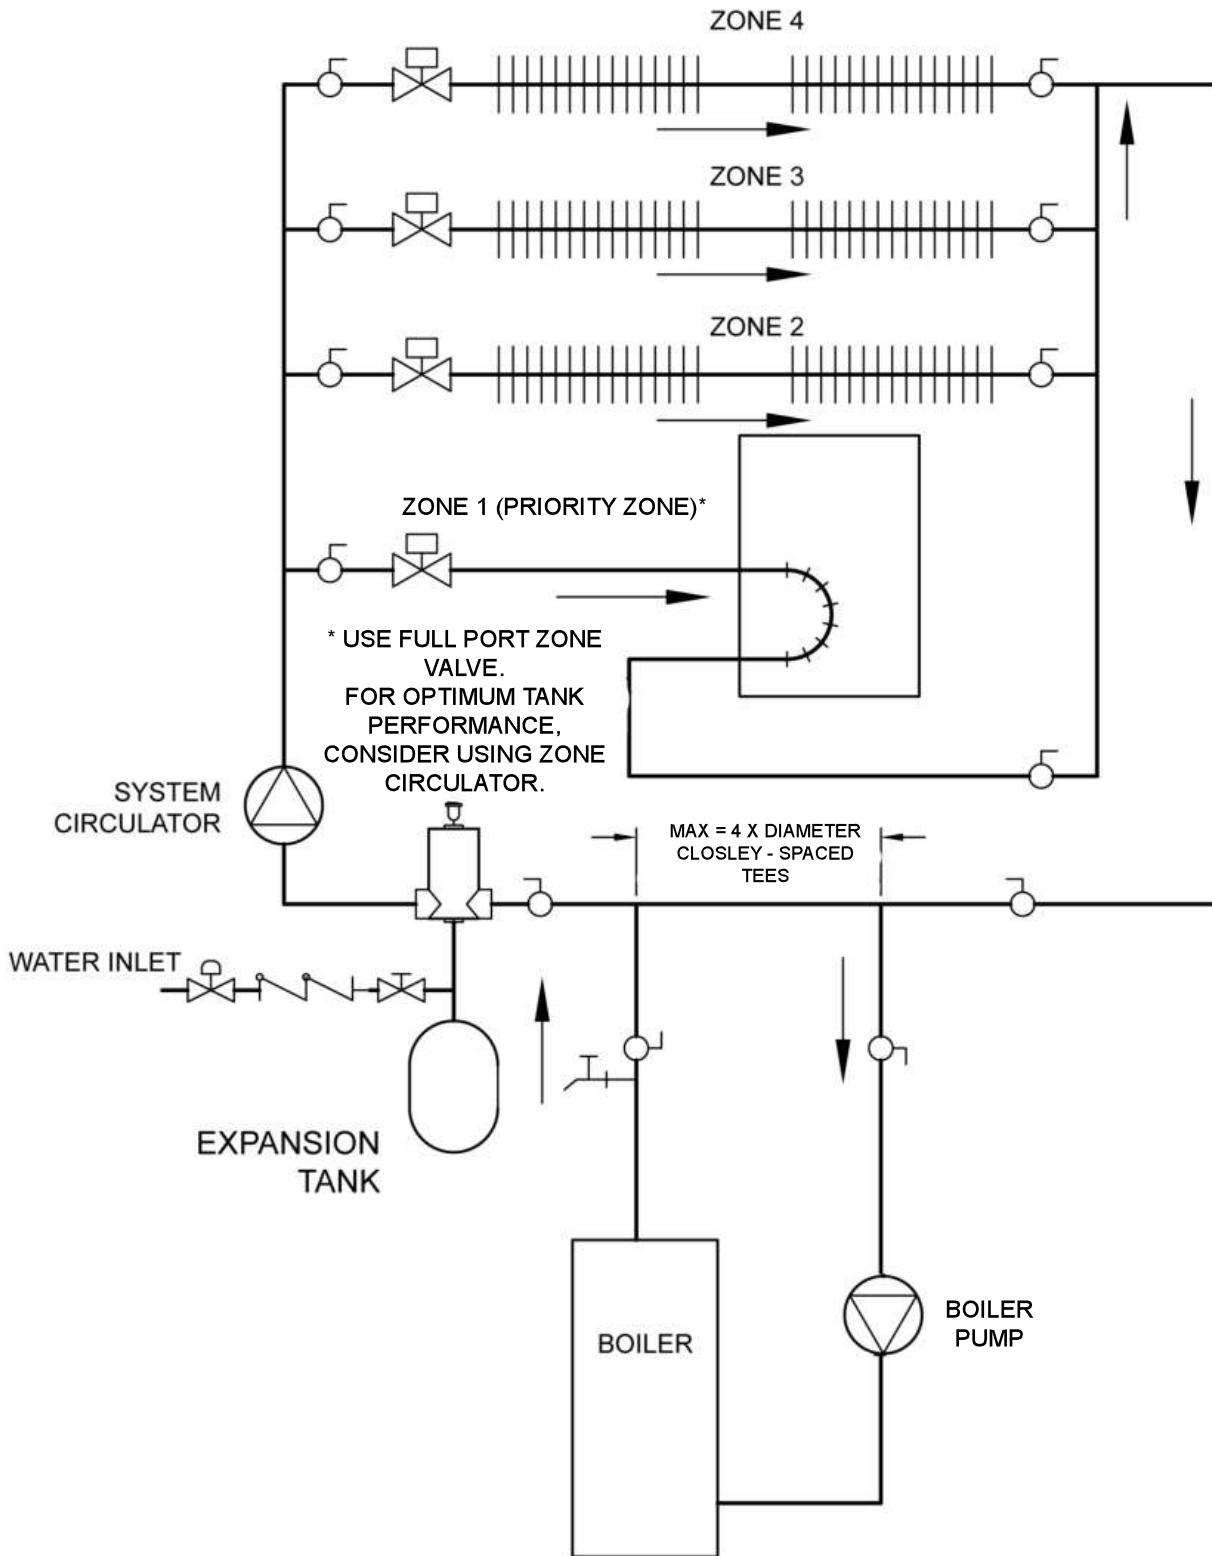 ZONE 4
ZONE 3
ZONE 2
ZONE 1 (PRIORITY ZONE)*
* USE FULL PORT ZONE
VALVE.
FOR OPTIMUM TANK
PERFORMANCE,
CONSIDER USING ZONE
CIRCULATOR.
SYSTEM
CIRCULATOR
MAX = 4 X DIAMETER
CLOSLEY - SPACED
TEES
WATER INLET
EXPANSION
TANK
BOILER
BOILER
PUMP